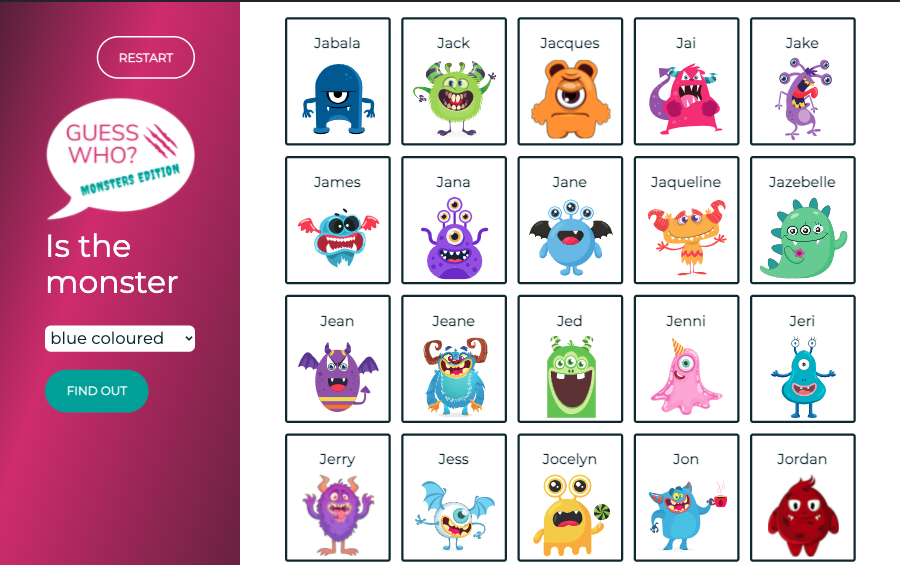 RESTART
GUESS
WHO?
MONSTERS EDITION
Is the
monster
blue coloured
FIND OUT
Jabala Jack Jacques Jai Jake
James Jana Jane Jaqueline Jazebelle
Jean Jeane Jed Jenni Jeri
Jerry Jess Jocelyn Jon Jordan